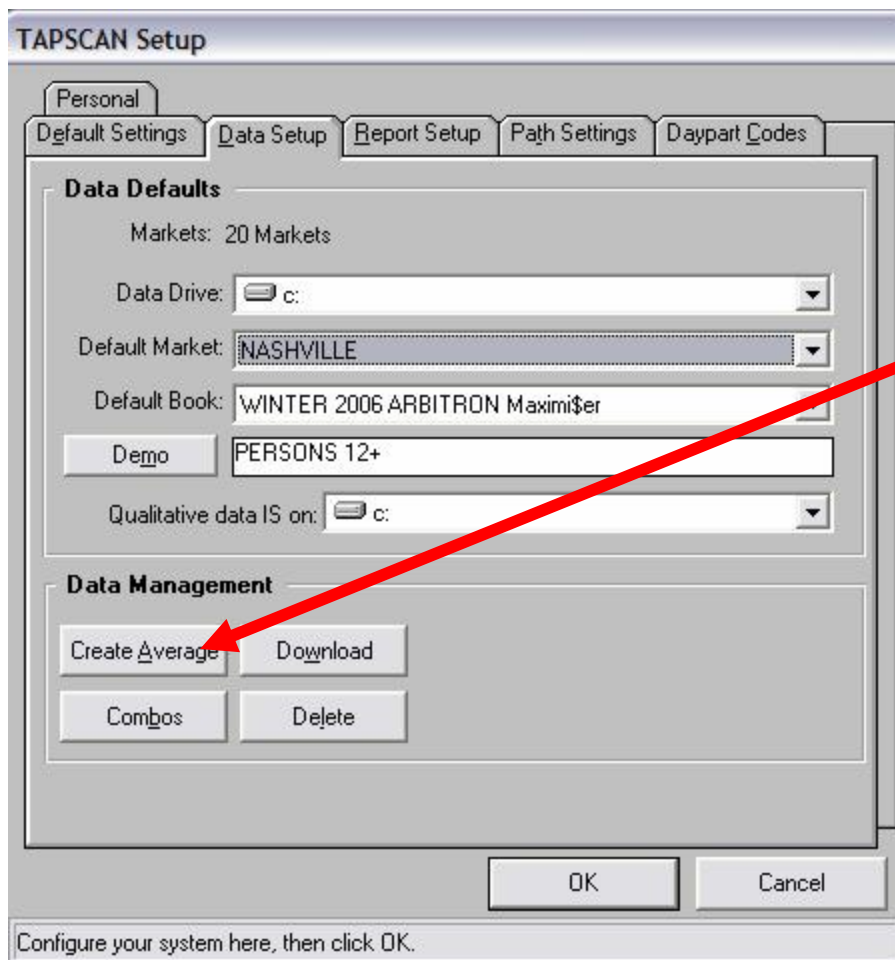 TAPSCAN Setup
Personal
Default Settings Data Setup Report Setup Path Settings Daypart Codes
Data Defaults
Markets: 20 Markets
Data Drive: c:
Default Market: NASHVILLE
Default Book: WINTER 2006 ARBITRON Maximi$er
Demo PERSONS 12+
Qualitative data IS on: c:
Data Management
Create Average Download
Combos Delete
OK Cancel
Configure your system here, then click OK.